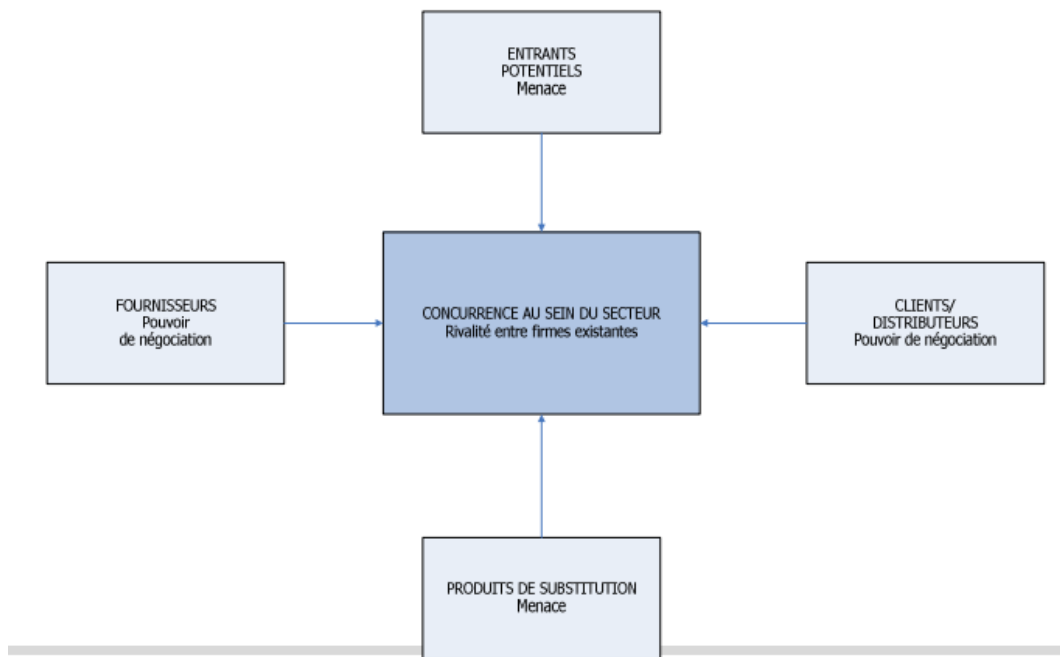 ENTRANTS
POTENTIELS
Menace
FOURNISSEURS
Pouvoir
de négociation
CONCURRENCE AU SEIN DU SECTEUR
Rivalité entre firmes existantes
CLIENTS/
DISTRIBUTEURS
Pouvoir de négociation
PRODUITS DE SUBSTITUTION
Menace